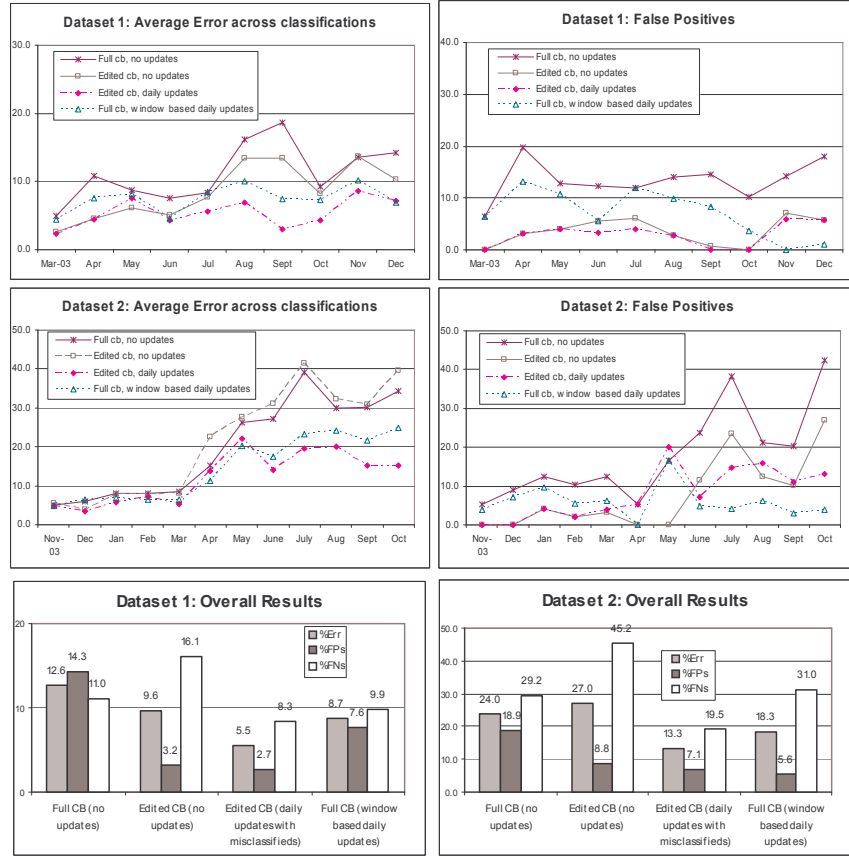 Dataset 1: Average Error across classifications
30.0
20.0
10.0
0.0
Full cb, no updates
Edited cb, no updates
Edited cb, daily updates
Full cb, window based daily updates
Mar-03 Apr May Jun Jul Aug Sept Oct Nov Dec
Dataset 1: False Positives
40.0
30.0
20.0
10.0
0.0
Full cb, no updates
Edited cb, no updates
Edited cb, daily updates
Full cb, window based daily updates
Mar-03 Apr May Jun Jul Aug Sept Oct Nov Dec
Dataset 2: Average Error across classifications
50.0
40.0
30.0
20.0
10.0
0.0
Full cb, no updates
Edited cb, no updates
Edited cb, daily updates
Full cb, window based daily updates
Nov-03 Dec Jan Feb Mar Apr May June July Aug Sept Oct
Dataset 2: False Positives
50.0
40.0
30.0
20.0
10.0
0.0
Full cb, no updates
Edited cb, no updates
Edited cb, daily updates
Full cb, window based daily updates
Nov-03 Dec Jan Feb Mar Apr May June July Aug Sept Oct
Dataset 1: Overall Results
20
10
0
%Err
%FPs
%FNs
12.6 14.3 11.0
9.6 3.2 16.1
5.5 2.7 8.3
8.7 7.6 9.9
Full CB (no updates)
Edited CB (no updates)
Edited CB (daily updates with misclassifieds)
Full CB (window based daily updates)
Dataset 2: Overall Results
50.0
40.0
30.0
20.0
10.0
0.0
%Err
%FPs
%FNs
24.0 18.9 29.2
27.0 8.8 45.2
13.3 7.1 19.5
18.3 5.6 31.0
Full CB (no updates)
Edited CB (no updates)
Edited CB (daily updates with misclassifieds)
Full CB (window based daily updates)